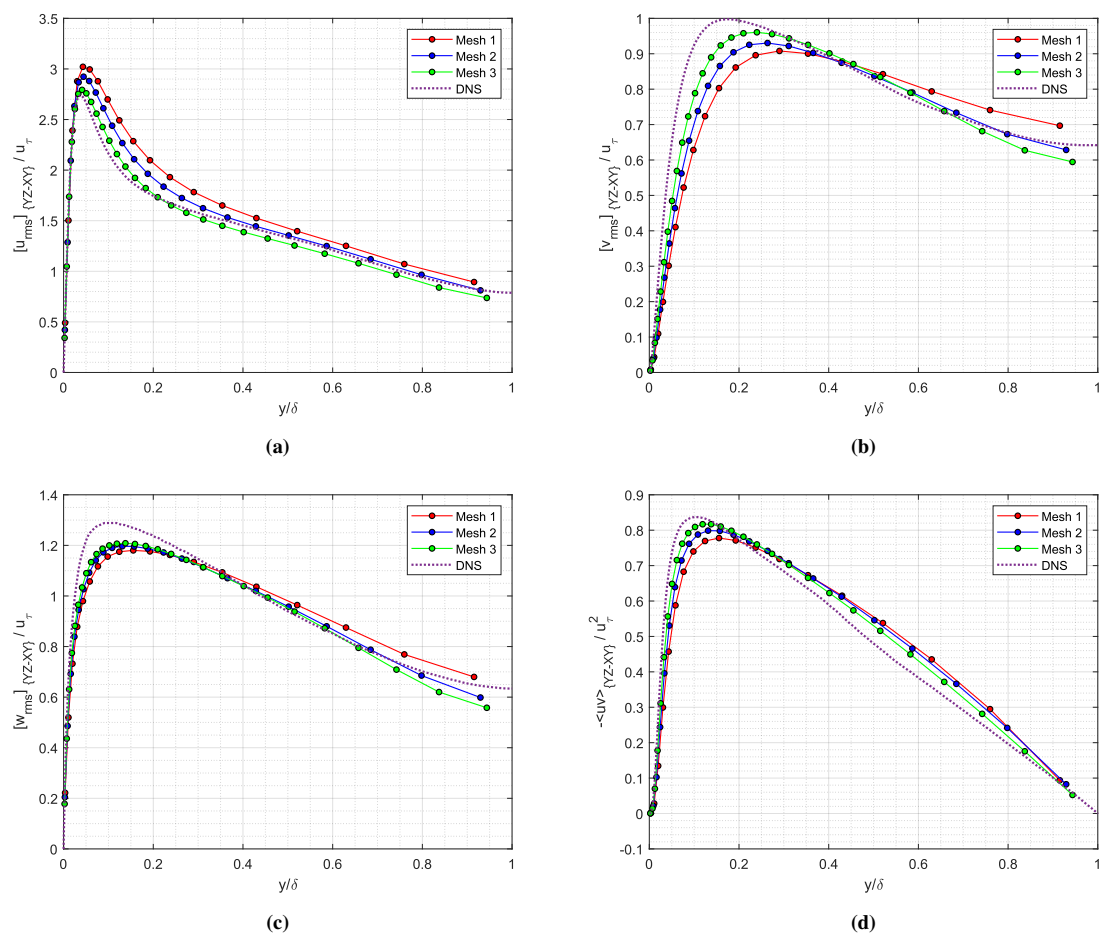 3.5
3
2.5
2
1.5
1
0.5
0
0 0.2 0.4 0.6 0.8 1
[u_rms]_{YZ-XY} / u_τ
y/δ
Mesh 1
Mesh 2
Mesh 3
DNS
(a)
1
0.9
0.8
0.7
0.6
0.5
0.4
0.3
0.2
0.1
0
0 0.2 0.4 0.6 0.8 1
[v_rms]_{YZ-XY} / u_τ
y/δ
Mesh 1
Mesh 2
Mesh 3
DNS
(b)
1.4
1.2
1
0.8
0.6
0.4
0.2
0
0 0.2 0.4 0.6 0.8 1
[w_rms]_{YZ-XY} / u_τ
y/δ
Mesh 1
Mesh 2
Mesh 3
DNS
(c)
0.9
0.8
0.7
0.6
0.5
0.4
0.3
0.2
0.1
0
-0.1
0 0.2 0.4 0.6 0.8 1
-<uv>_{YZ-XY} / u_τ^2
y/δ
Mesh 1
Mesh 2
Mesh 3
DNS
(d)